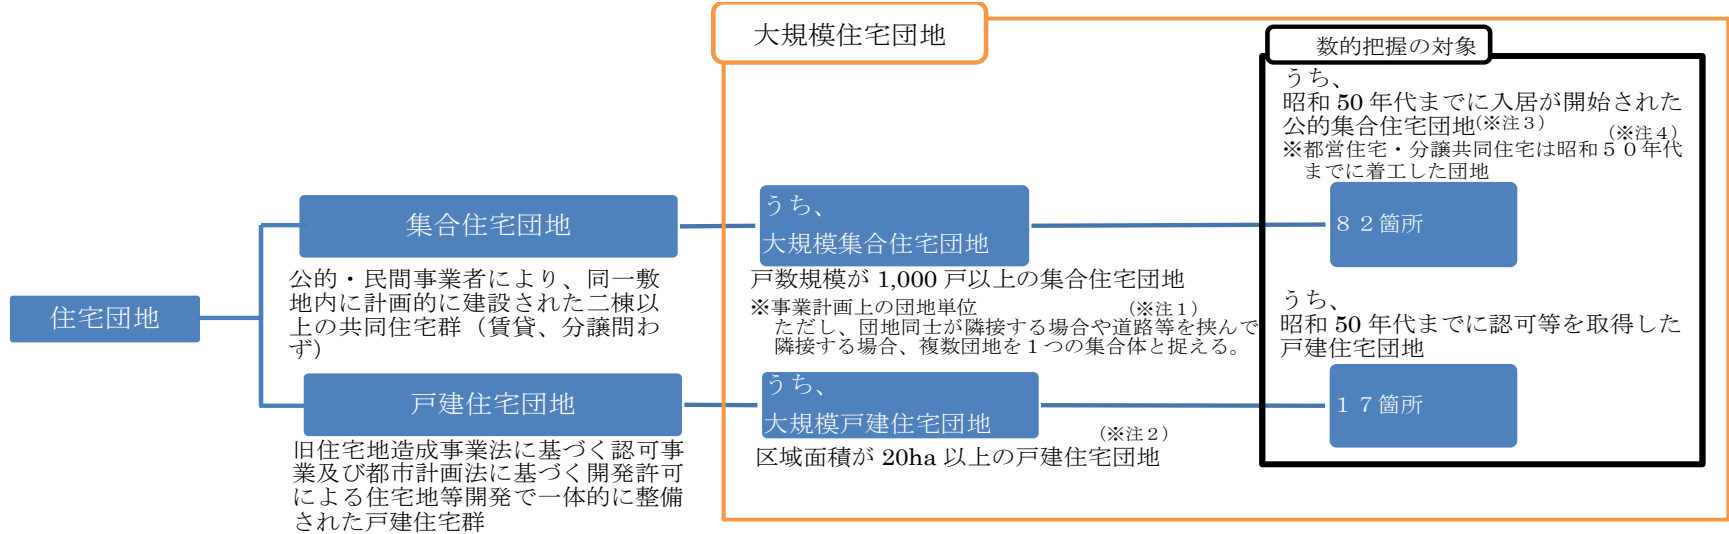 大規模住宅団地
数的把握の対象
うち、
昭和 50 年代までに入居が開始された
公的集合住宅団地(※注３)
(※注４)
※都営住宅・分譲共同住宅は昭和５０年代
までに着工した団地
８２箇所
うち、
昭和 50 年代までに認可等を取得した
戸建住宅団地
１７箇所
住宅団地
集合住宅団地
公的・民間事業者により、同一敷
地内に計画的に建設された二棟以
上の共同住宅群（賃貸、分譲問わ
ず）
うち、
大規模集合住宅団地
戸数規模が 1,000 戸以上の集合住宅団地
※事業計画上の団地単位
(※注１)
ただし、団地同士が隣接する場合や道路等を挟んで
隣接する場合、複数団地を１つの集合体と捉える。
戸建住宅団地
旧住宅地造成事業法に基づく認可事
業及び都市計画法に基づく開発許可
による住宅地等開発で一体的に整備
された戸建住宅群
うち、
大規模戸建住宅団地
(※注２)
区域面積が 20ha 以上の戸建住宅団地